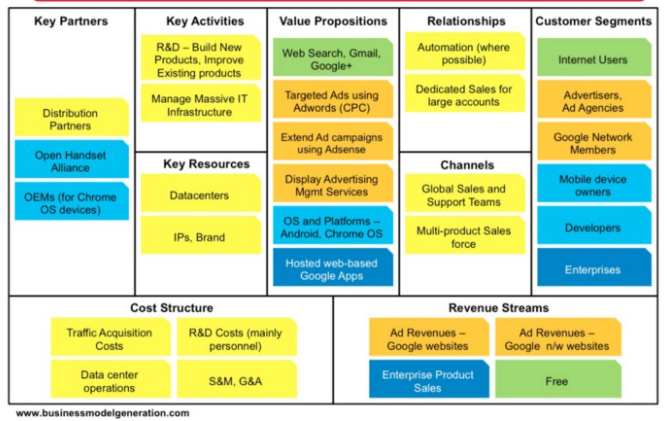 Key Partners
Distribution
Partners
Open Handset
Alliance
OEMs (for Chrome
OS devices)
Key Activities
R&D – Build New
Products, Improve
Existing products
Manage Massive IT
Infrastructure
Key Resources
Datacenters
IPs, Brand
Value Propositions
Web Search, Gmail,
Google+
Targeted Ads using
Adwords (CPC)
Extend Ad campaigns
using Adsense
Display Advertising
Mgmt Services
OS and Platforms –
Android, Chrome OS
Hosted web-based
Google Apps
Relationships
Automation (where
possible)
Dedicated Sales for
large accounts
Channels
Global Sales and
Support Teams
Multi-product Sales
force
Customer Segments
Internet Users
Advertisers,
Ad Agencies
Google Network
Members
Mobile device
owners
Developers
Enterprises
Cost Structure
Traffic Acquisition
Costs
R&D Costs (mainly
personnel)
Data center
operations
S&M, G&A
Revenue Streams
Ad Revenues –
Google websites
Ad Revenues –
Google n/w websites
Enterprise Product
Sales
Free
www.businessmodelgeneration.com